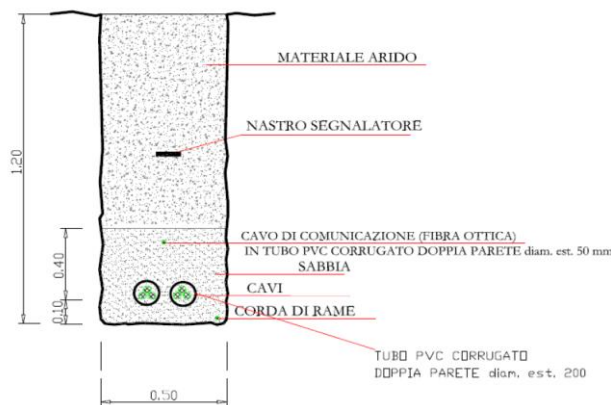 MATERIALE ARIDO
NASTRO SEGNALATORE
1.20
CAVO DI COMUNICAZIONE (FIBRA OTTICA)
IN TUBO PVC CORRUGATO DOPPIA PARETE diam. est. 50 mm
SABBIA
0.40
CAVI
0.10
CORDA DI RAME
TUBO PVC CORRUGATO
DOPPIA PARETE diam. est. 200
0.50